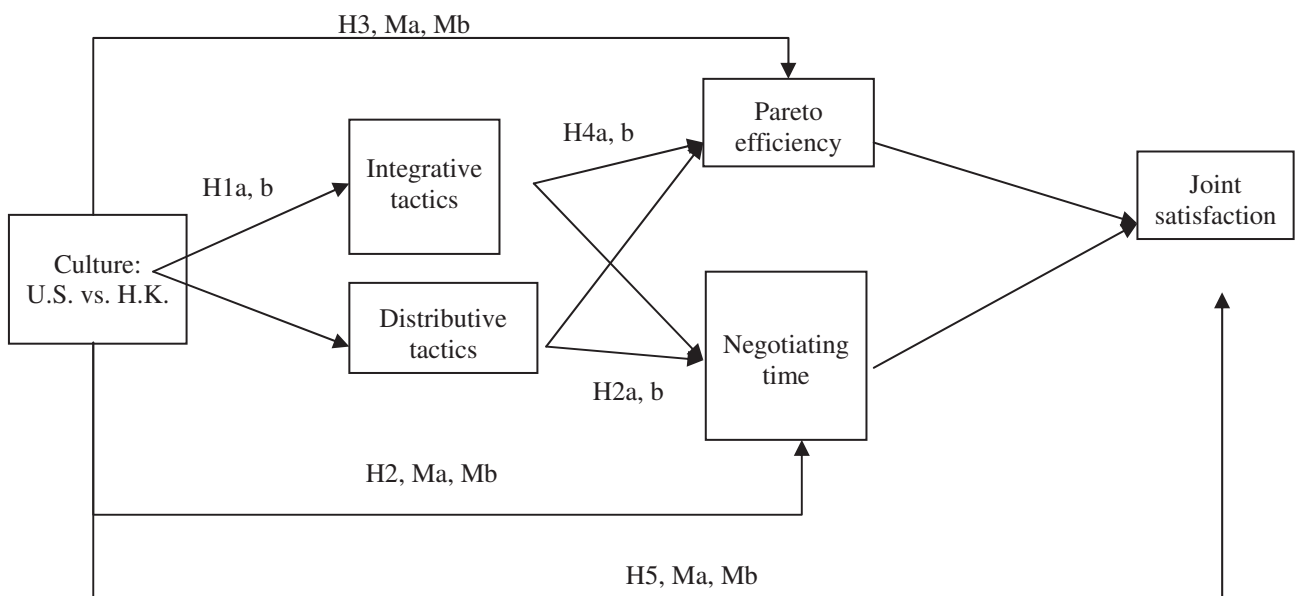 H3, Ma, Mb
Pareto
efficiency
H4a, b
Integrative
tactics
H1a, b
Joint
satisfaction
Culture:
U.S. vs. H.K.
Distributive
tactics
Negotiating
time
H2a, b
H2, Ma, Mb
H5, Ma, Mb